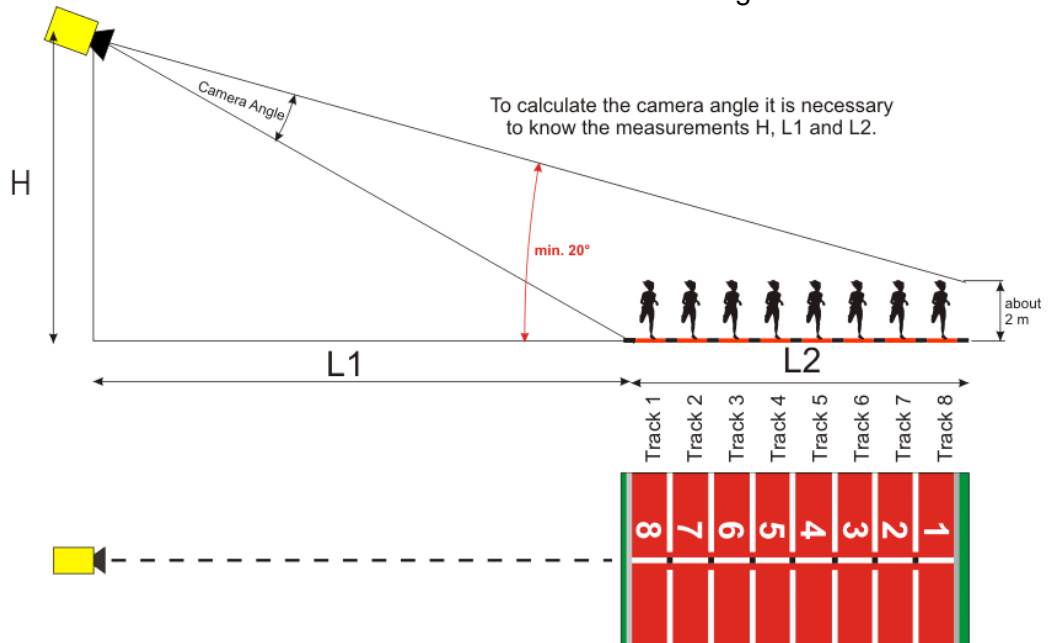 Camera Angle
To calculate the camera angle it is necessary
to know the measurements H, L1 and L2.
H
min. 20°
about
2 m
L1
L2
Track 1
Track 2
Track 3
Track 4
Track 5
Track 6
Track 7
Track 8
8 7 6 5 4 3 2 1